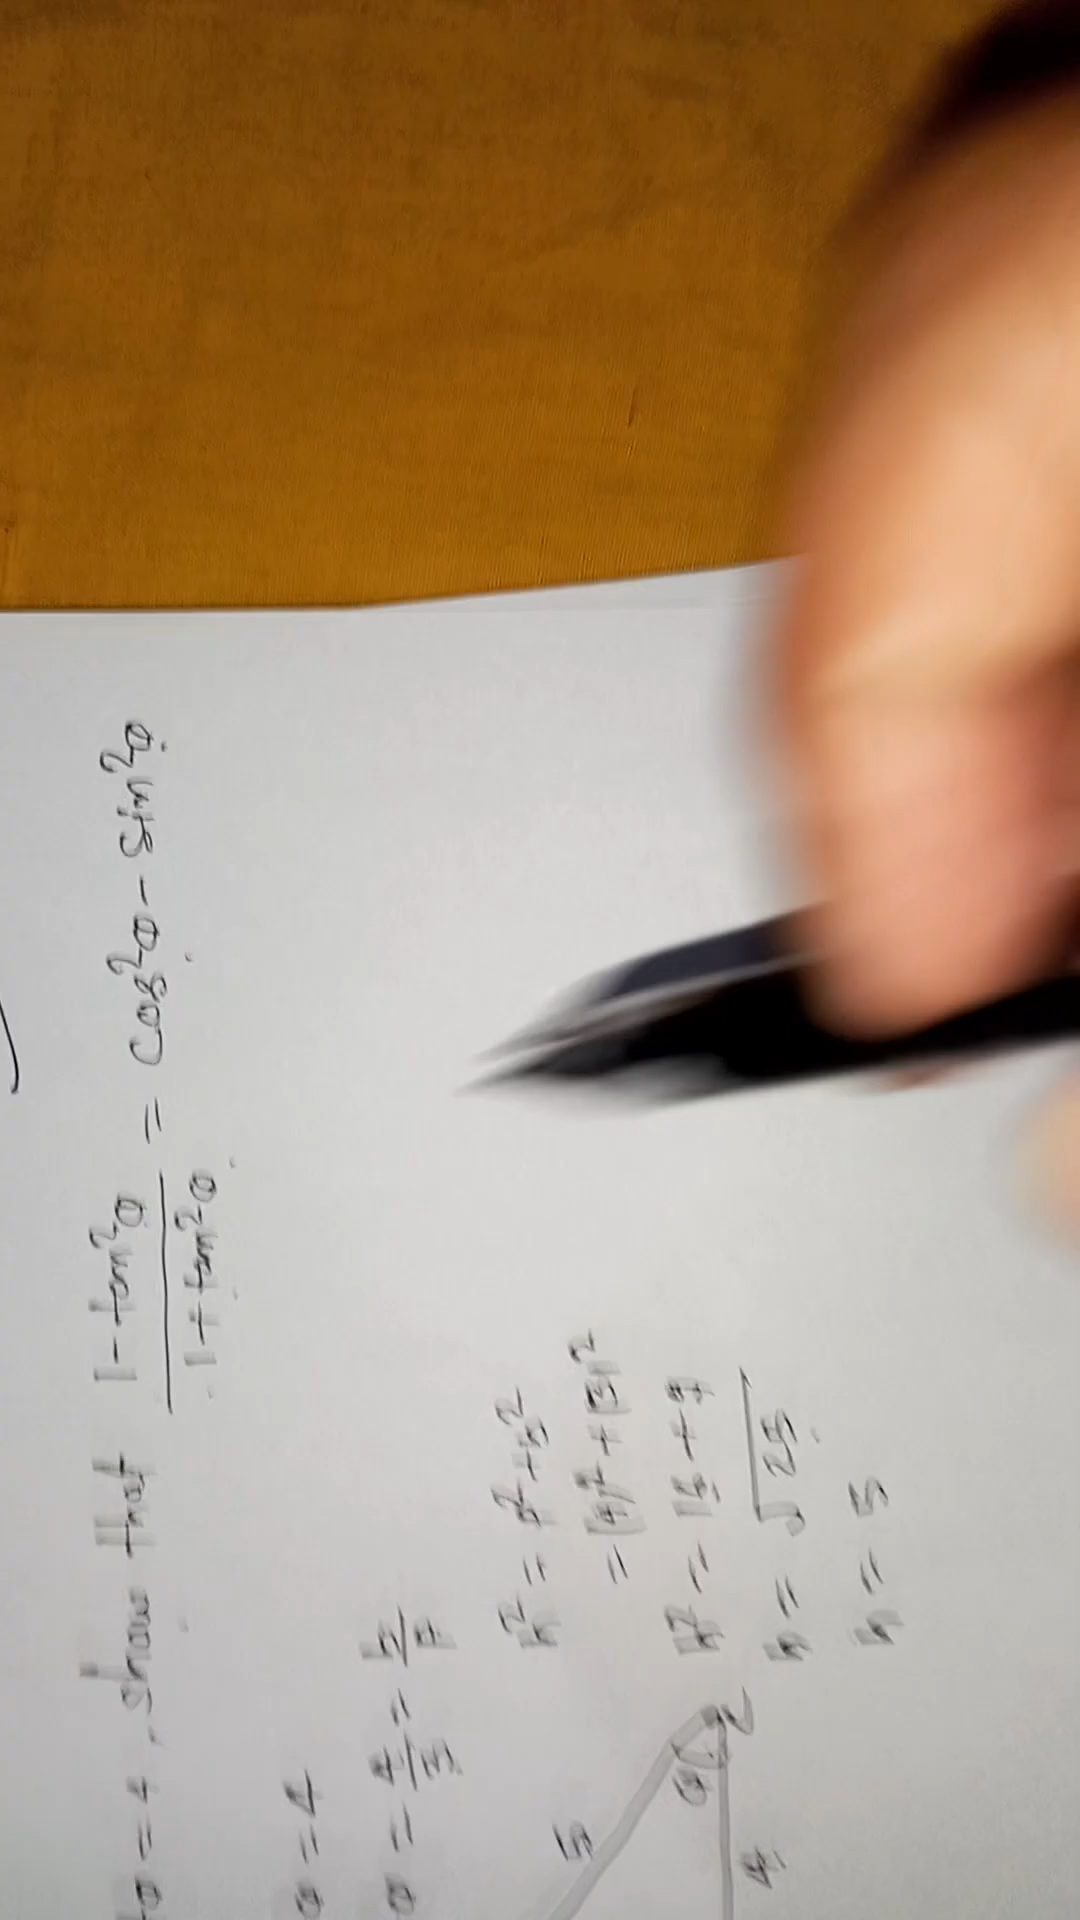 θ = 4, show that 1 - tan²θ / 1 + tan²θ = cos²θ - sin²θ
θ = 4
θ = 4/3 =
h² = p² + b²
= (4)² + (3)²
h² = 16 + 9
h = √25
h = 5
5
θ
4